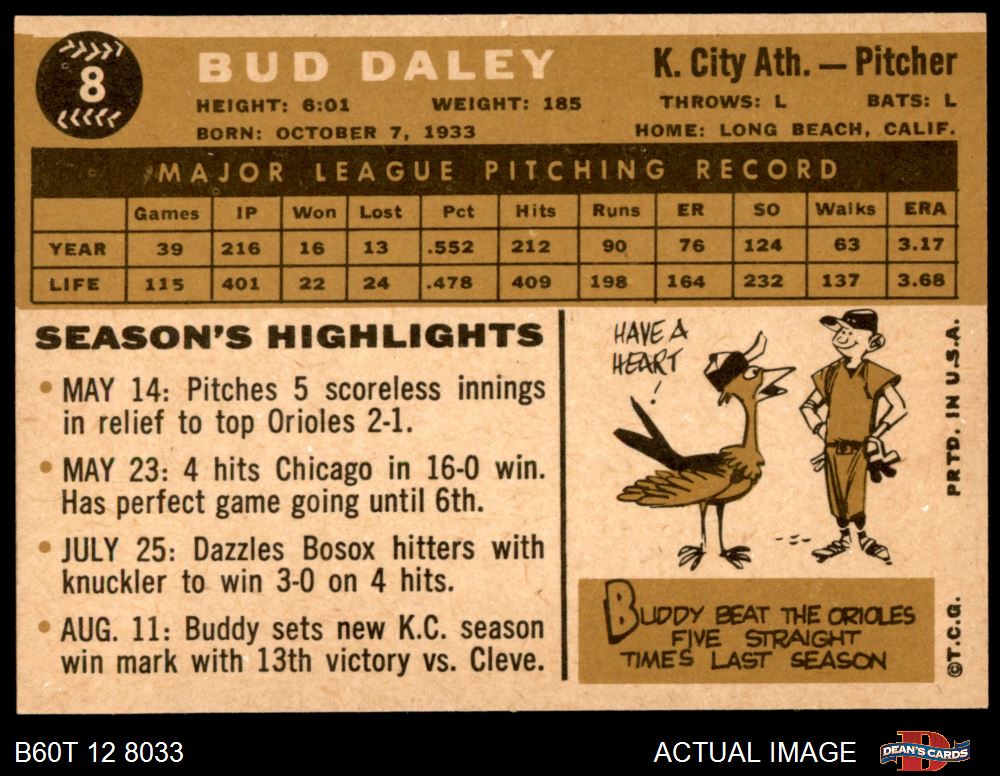 8
BUD DALEY
K. City Ath. — Pitcher
HEIGHT: 6:01 WEIGHT: 185 THROWS: L BATS: L
BORN: OCTOBER 7, 1933 HOME: LONG BEACH, CALIF.
MAJOR LEAGUE PITCHING RECORD
Games IP Won Lost Pct Hits Runs ER SO Walks ERA
YEAR 39 216 16 13 .552 212 90 76 124 63 3.17
LIFE 115 401 22 24 .478 409 198 164 232 137 3.68
SEASON'S HIGHLIGHTS
• MAY 14: Pitches 5 scoreless innings
in relief to top Orioles 2-1.
• MAY 23: 4 hits Chicago in 16-0 win.
Has perfect game going until 6th.
• JULY 25: Dazzles Bosox hitters with
knuckler to win 3-0 on 4 hits.
• AUG. 11: Buddy sets new K.C. season
win mark with 13th victory vs. Cleve.
HAVE A
HEART
!
BUDDY BEAT THE ORIOLES
FIVE STRAIGHT
TIMES LAST SEASON
©T.C.G. PRTD. IN U.S.A.
B60T 12 8033
ACTUAL IMAGE
D
DEAN'S CARDS